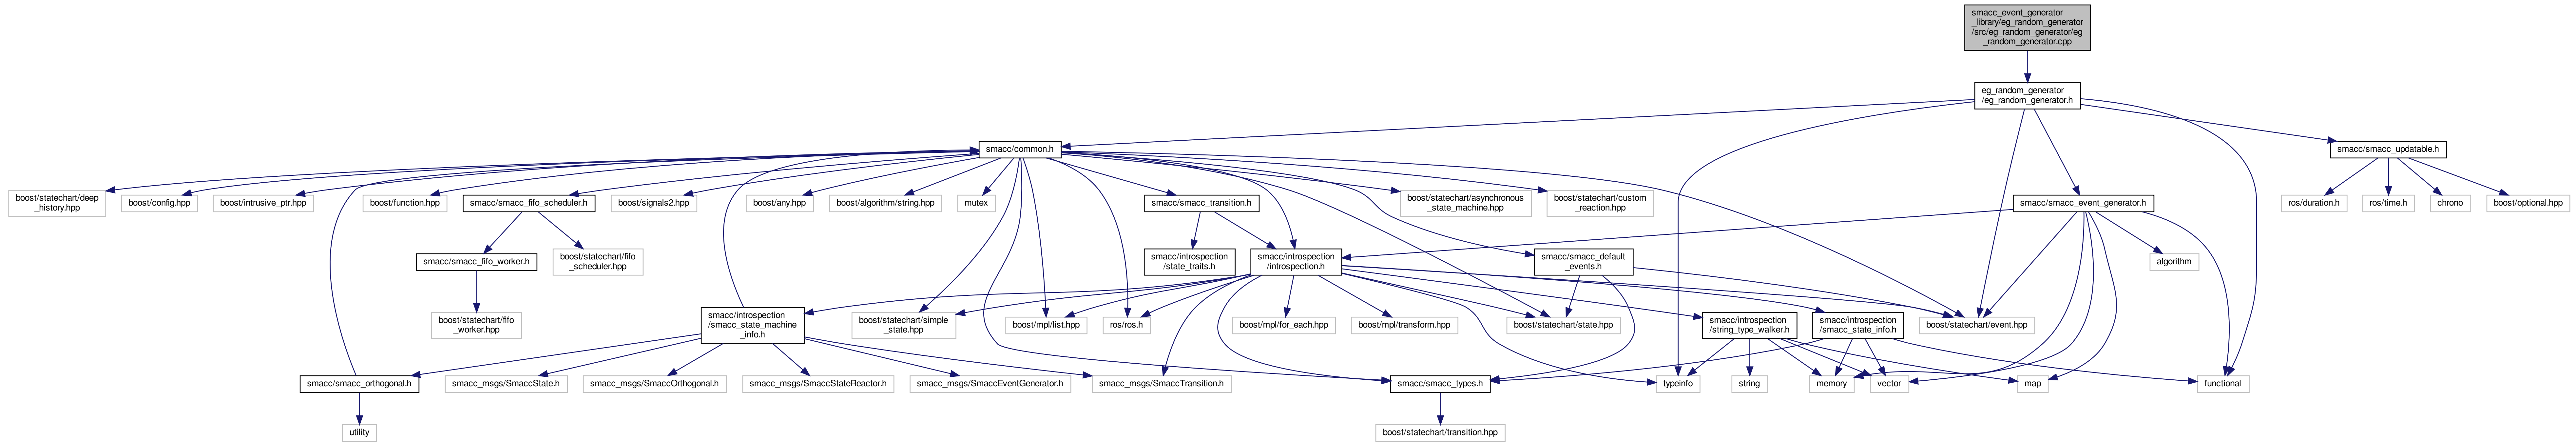 smacc_event_generator
_library/eg_random_generator
/src/eg_random_generator/eg
_random_generator.cpp
eg_random_generator
/eg_random_generator.h
smacc/common.h
smacc/smacc_updatable.h
boost/statechart/deep
_history.hpp
boost/config.hpp
boost/intrusive_ptr.hpp
boost/function.hpp
smacc/smacc_fifo_scheduler.h
boost/signals2.hpp
boost/any.hpp
boost/algorithm/string.hpp
mutex
smacc/smacc_transition.h
boost/statechart/asynchronous
_state_machine.hpp
boost/statechart/custom
_reaction.hpp
smacc/smacc_event_generator.h
ros/duration.h
ros/time.h
chrono
boost/optional.hpp
smacc/smacc_fifo_worker.h
boost/statechart/fifo
_scheduler.hpp
smacc/introspection
/state_traits.h
smacc/introspection
/introspection.h
smacc/smacc_default
_events.h
algorithm
boost/statechart/fifo
_worker.hpp
smacc/introspection
/smacc_state_machine
_info.h
boost/statechart/simple
_state.hpp
boost/mpl/list.hpp
ros/ros.h
boost/mpl/for_each.hpp
boost/mpl/transform.hpp
boost/statechart/state.hpp
smacc/introspection
/string_type_walker.h
smacc/introspection
/smacc_state_info.h
boost/statechart/event.hpp
smacc/smacc_orthogonal.h
smacc_msgs/SmaccState.h
smacc_msgs/SmaccOrthogonal.h
smacc_msgs/SmaccStateReactor.h
smacc_msgs/SmaccEventGenerator.h
smacc_msgs/SmaccTransition.h
smacc/smacc_types.h
typeinfo
string
memory
vector
map
functional
utility
boost/statechart/transition.hpp